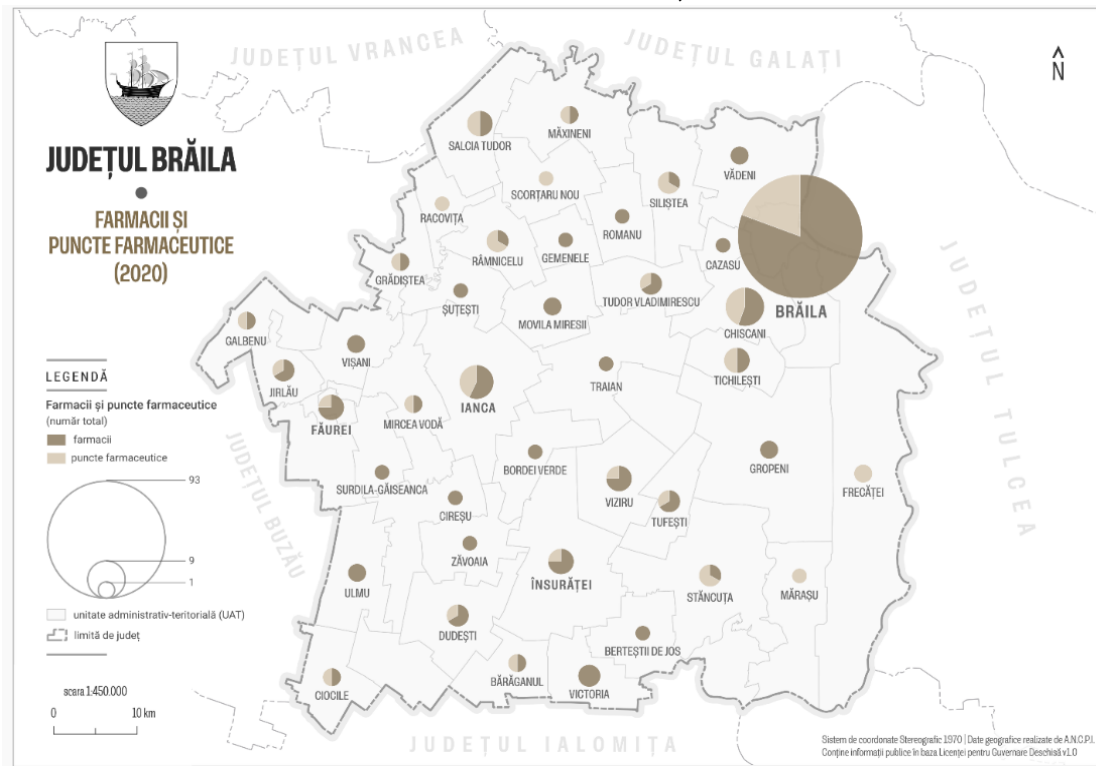 JUDEȚUL VRANCEA
JUDEȚUL GALAȚI
N
JUDEȚUL BRĂILA
FARMACII ȘI
PUNCTE FARMACEUTICE
(2020)
SALCIA TUDOR
MĂXINENI
VĂDENI
SCORȚARU NOU
SILIȘTEA
RACOVIȚA
ROMANU
RÂMNICELU
GEMENELE
CAZASU
GRĂDIȘTEA
ȘUȚEȘTI
TUDOR VLADIMIRESCU
BRĂILA
MOVILA MIRESII
CHISCANI
GALBENU
VIȘANI
JUDEȚUL TULCEA
JIRLĂU
IANCA
TRAIAN
TICHILEȘTI
FĂUREI
MIRCEA VODĂ
BORDEI VERDE
GROPENI
FRECĂȚEI
SURDILA-GĂISEANCA
VIZIRU
CIREȘU
TUFEȘTI
JUDEȚUL BUZĂU
ZĂVOAIA
ÎNSURĂȚEI
ULMU
STĂNCUȚA
MĂRAȘU
DUDEȘTI
BERTEȘTII DE JOS
CIOCILE
BĂRĂGANUL
VICTORIA
JUDEȚUL IALOMIȚA
LEGENDĂ
Farmacii și puncte farmaceutice
(număr total)
farmacii
puncte farmaceutice
93
9
1
unitate administrativ-teritorială (UAT)
limită de județ
scara 1:450.000
0 10 km
Sistem de coordonate Stereografic 1970 | Date geografice realizate de A.N.C.P.I.
Conține informații publice în baza Licenței pentru Guvernare Deschisă v1.0